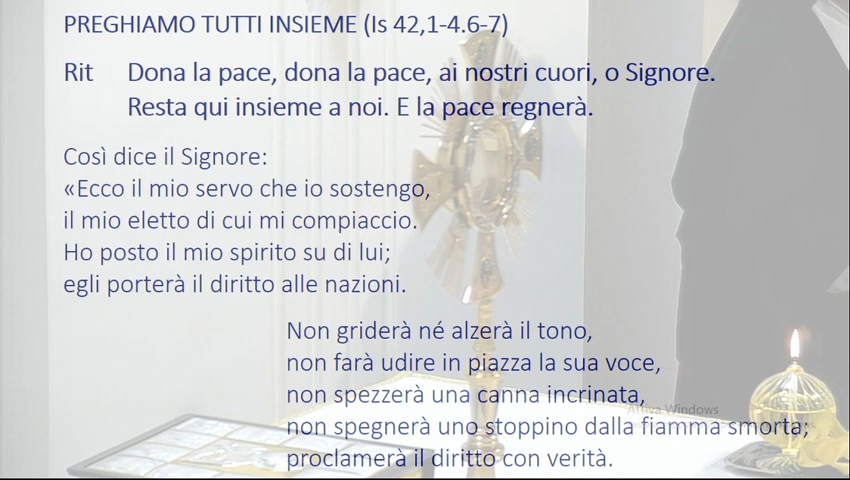 PREGHIAMO TUTTI INSIEME (Is 42,1-4.6-7)
Rit Dona la pace, dona la pace, ai nostri cuori, o Signore.
Resta qui insieme a noi. E la pace regnerà.
Così dice il Signore:
«Ecco il mio servo che io sostengo,
il mio eletto di cui mi compiaccio.
Ho posto il mio spirito su di lui;
egli porterà il diritto alle nazioni.
Non griderà né alzerà il tono,
non farà udire in piazza la sua voce,
non spezzerà una canna incrinata,
Attiva Windows
non spegnerà uno stoppino dalla fiamma smorta;
proclamerà il diritto con verità.